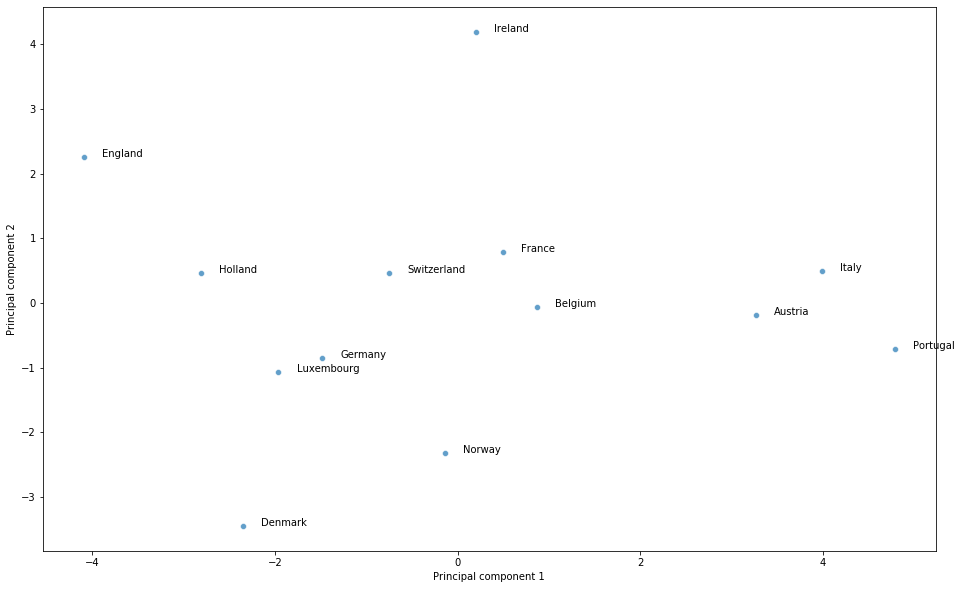 Ireland
England
France
Holland
Switzerland
Italy
Belgium
Austria
Portugal
Germany
Luxembourg
Norway
Denmark
4
3
2
1
0
−1
−2
−3
Principal component 2
−4
−2
0
2
4
Principal component 1